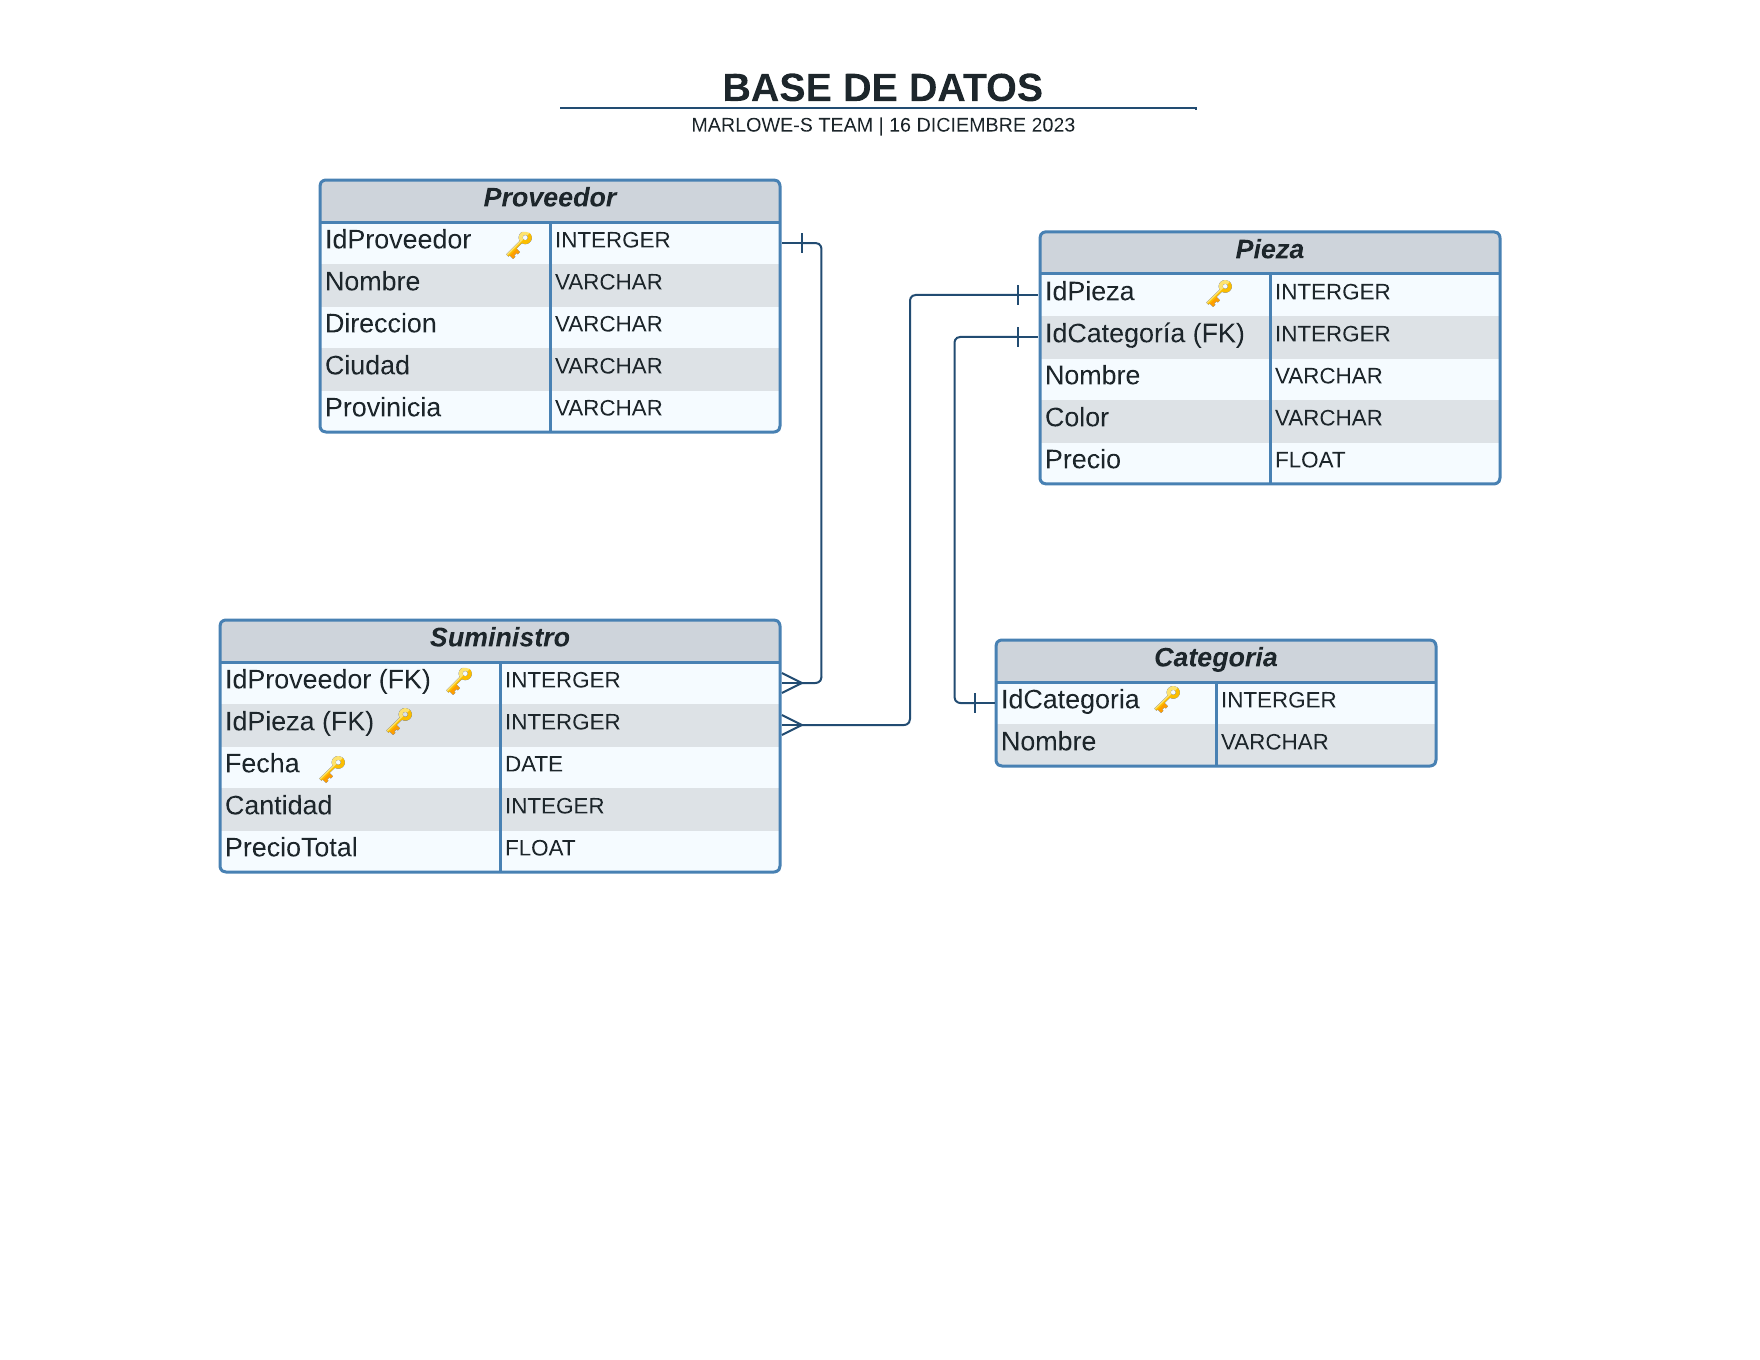 BASE DE DATOS
MARLOWE-S TEAM | 16 DICIEMBRE 2023
Proveedor
IdProveedor INTERGER
Nombre VARCHAR
Direccion VARCHAR
Ciudad VARCHAR
Provinicia VARCHAR
Pieza
IdPieza INTERGER
IdCategoría (FK) INTERGER
Nombre VARCHAR
Color VARCHAR
Precio FLOAT
Suministro
IdProveedor (FK) INTERGER
IdPieza (FK) INTERGER
Fecha DATE
Cantidad INTEGER
PrecioTotal FLOAT
Categoria
IdCategoria INTERGER
Nombre VARCHAR